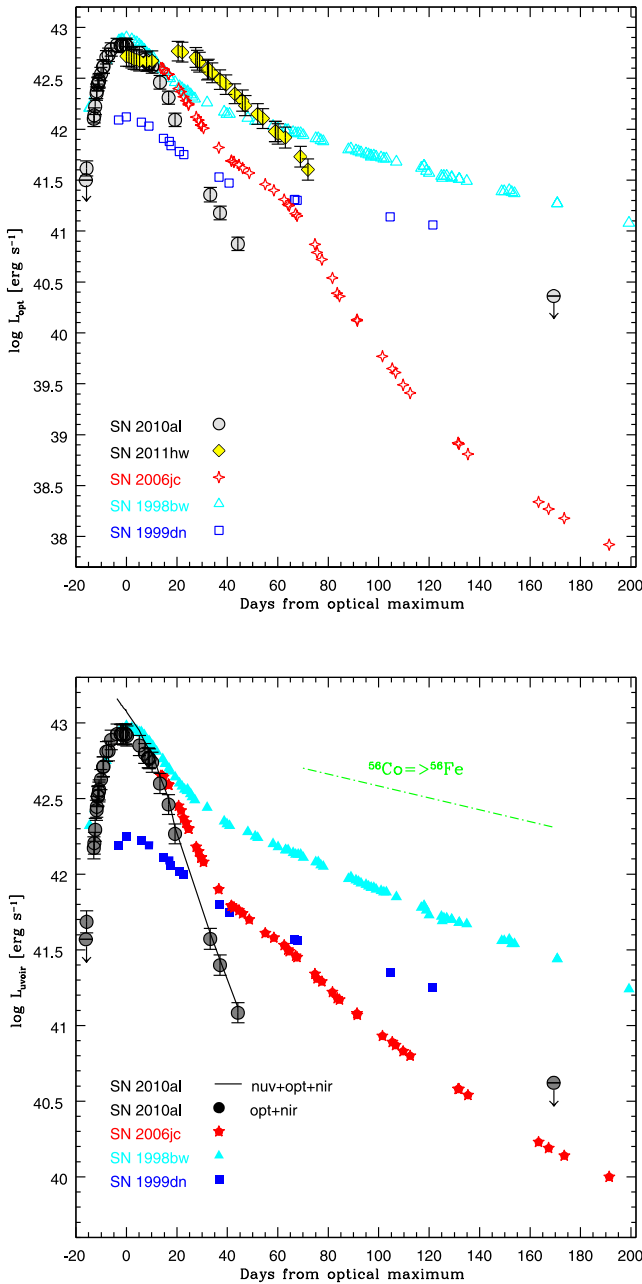 43
42.5
42
41.5
41
40.5
40
39.5
39
38.5
38
log L_opt [erg s⁻¹]
SN 2010al
SN 2011hw
SN 2006jc
SN 1998bw
SN 1999dn
-20 0 20 40 60 80 100 120 140 160 180 200
Days from optical maximum
43
42.5
42
41.5
41
40.5
40
log L_uvoir [erg s⁻¹]
⁵⁶Co=>⁵⁶Fe
SN 2010al nuv+opt+nir
SN 2010al opt+nir
SN 2006jc
SN 1998bw
SN 1999dn
-20 0 20 40 60 80 100 120 140 160 180 200
Days from optical maximum